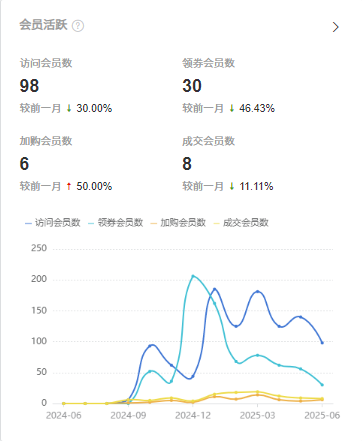 会员活跃 ?
访问会员数 领券会员数
98 30
较前一月 ↓ 30.00% 较前一月 ↓ 46.43%
加购会员数 成交会员数
6 8
较前一月 ↑ 50.00% 较前一月 ↓ 11.11%
访问会员数 领券会员数 加购会员数 成交会员数
250
200
150
100
50
0
2024-06 2024-09 2024-12 2025-03 2025-06